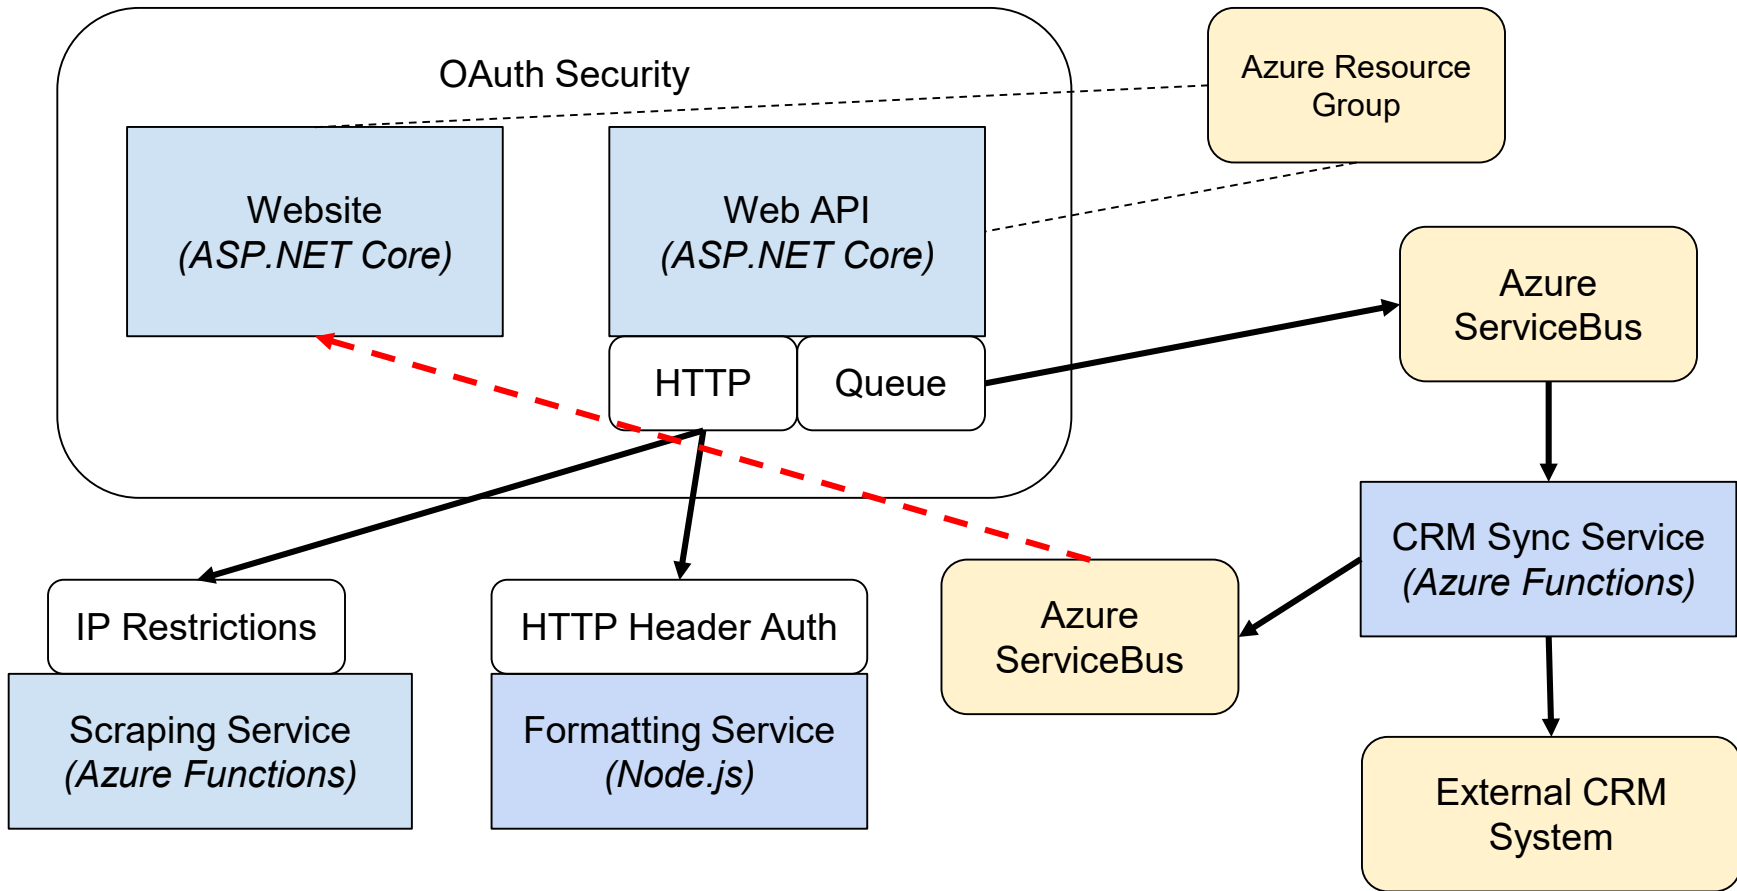 OAuth Security
Azure Resource
Group
Website
(ASP.NET Core)
Web API
(ASP.NET Core)
HTTP
Queue
Azure
ServiceBus
CRM Sync Service
(Azure Functions)
Azure
ServiceBus
IP Restrictions
HTTP Header Auth
Scraping Service
(Azure Functions)
Formatting Service
(Node.js)
External CRM
System